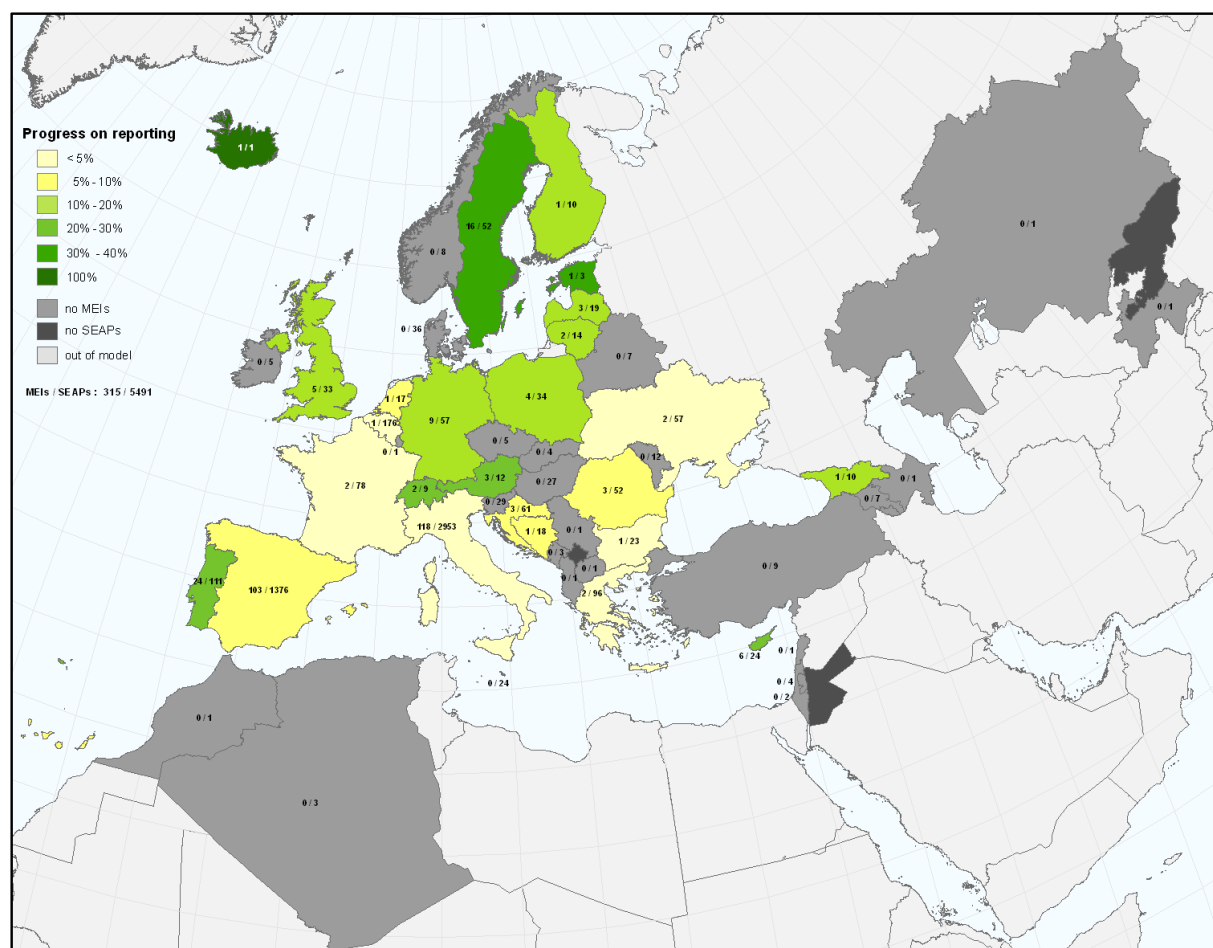 Progress on reporting
< 5%
5% - 10%
10% - 20%
20% - 30%
30% - 40%
100%
no MEIs
no SEAPs
out of model
MEIs / SEAPs : 315 / 5491
1 / 1
16 / 52
1 / 10
0 / 8
1 / 3
3 / 19
2 / 14
0 / 36
0 / 5
5 / 33
0 / 7
1 / 17
1 / 176
0 / 1
9 / 57
4 / 34
2 / 57
0 / 5
0 / 4
0 / 12
2 / 78
2 / 9
3 / 12
0 / 27
0 / 29
3 / 61
3 / 52
118 / 2953
1 / 18
0 / 1
1 / 23
0 / 3
0 / 1
0 / 1
2 / 96
24 / 111
103 / 1376
0 / 9
1 / 10
0 / 1
0 / 7
0 / 1
0 / 1
6 / 24
0 / 1
0 / 4
0 / 2
0 / 24
0 / 1
0 / 3